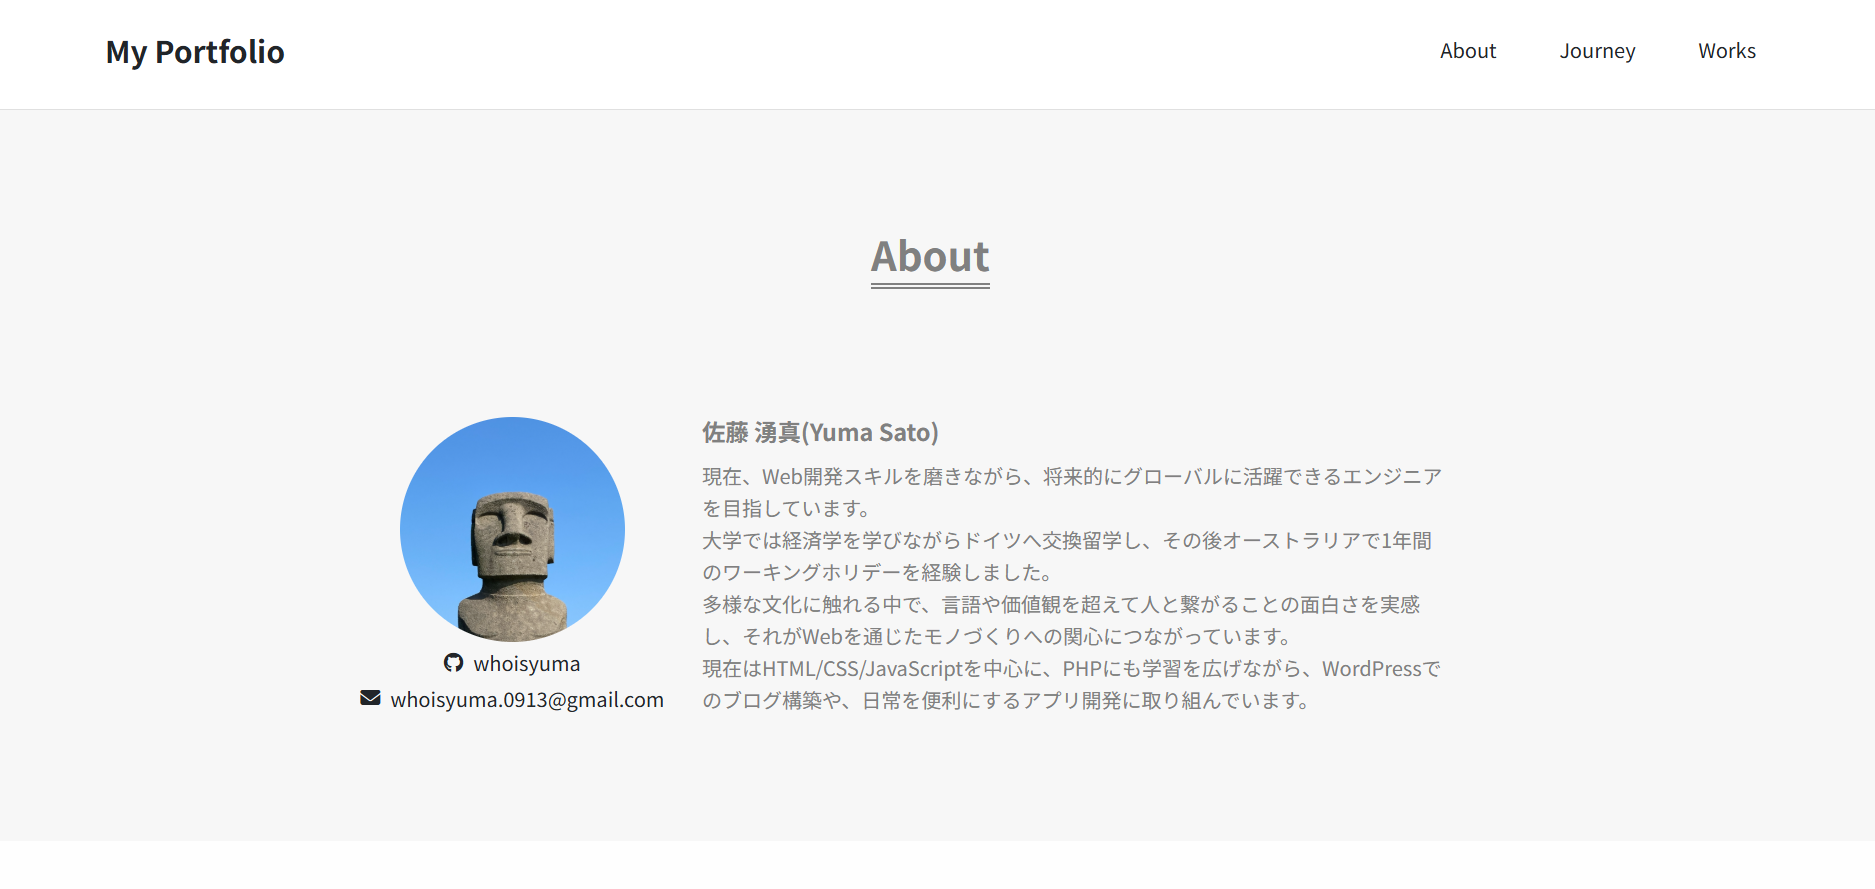 My Portfolio
About
Journey
Works
About
佐藤 湧真(Yuma Sato)
現在、Web開発スキルを磨きながら、将来的にグローバルに活躍できるエンジニア
を目指しています。
大学では経済学を学びながらドイツへ交換留学し、その後オーストラリアで1年間
のワーキングホリデーを経験しました。
多様な文化に触れる中で、言語や価値観を超えて人と繋がることの面白さを実感
し、それがWebを通じたモノづくりへの関心につながっています。
現在はHTML/CSS/JavaScriptを中心に、PHPにも学習を広げながら、WordPressで
のブログ構築や、日常を便利にするアプリ開発に取り組んでいます。
whoisyuma
whoisyuma.0913@gmail.com